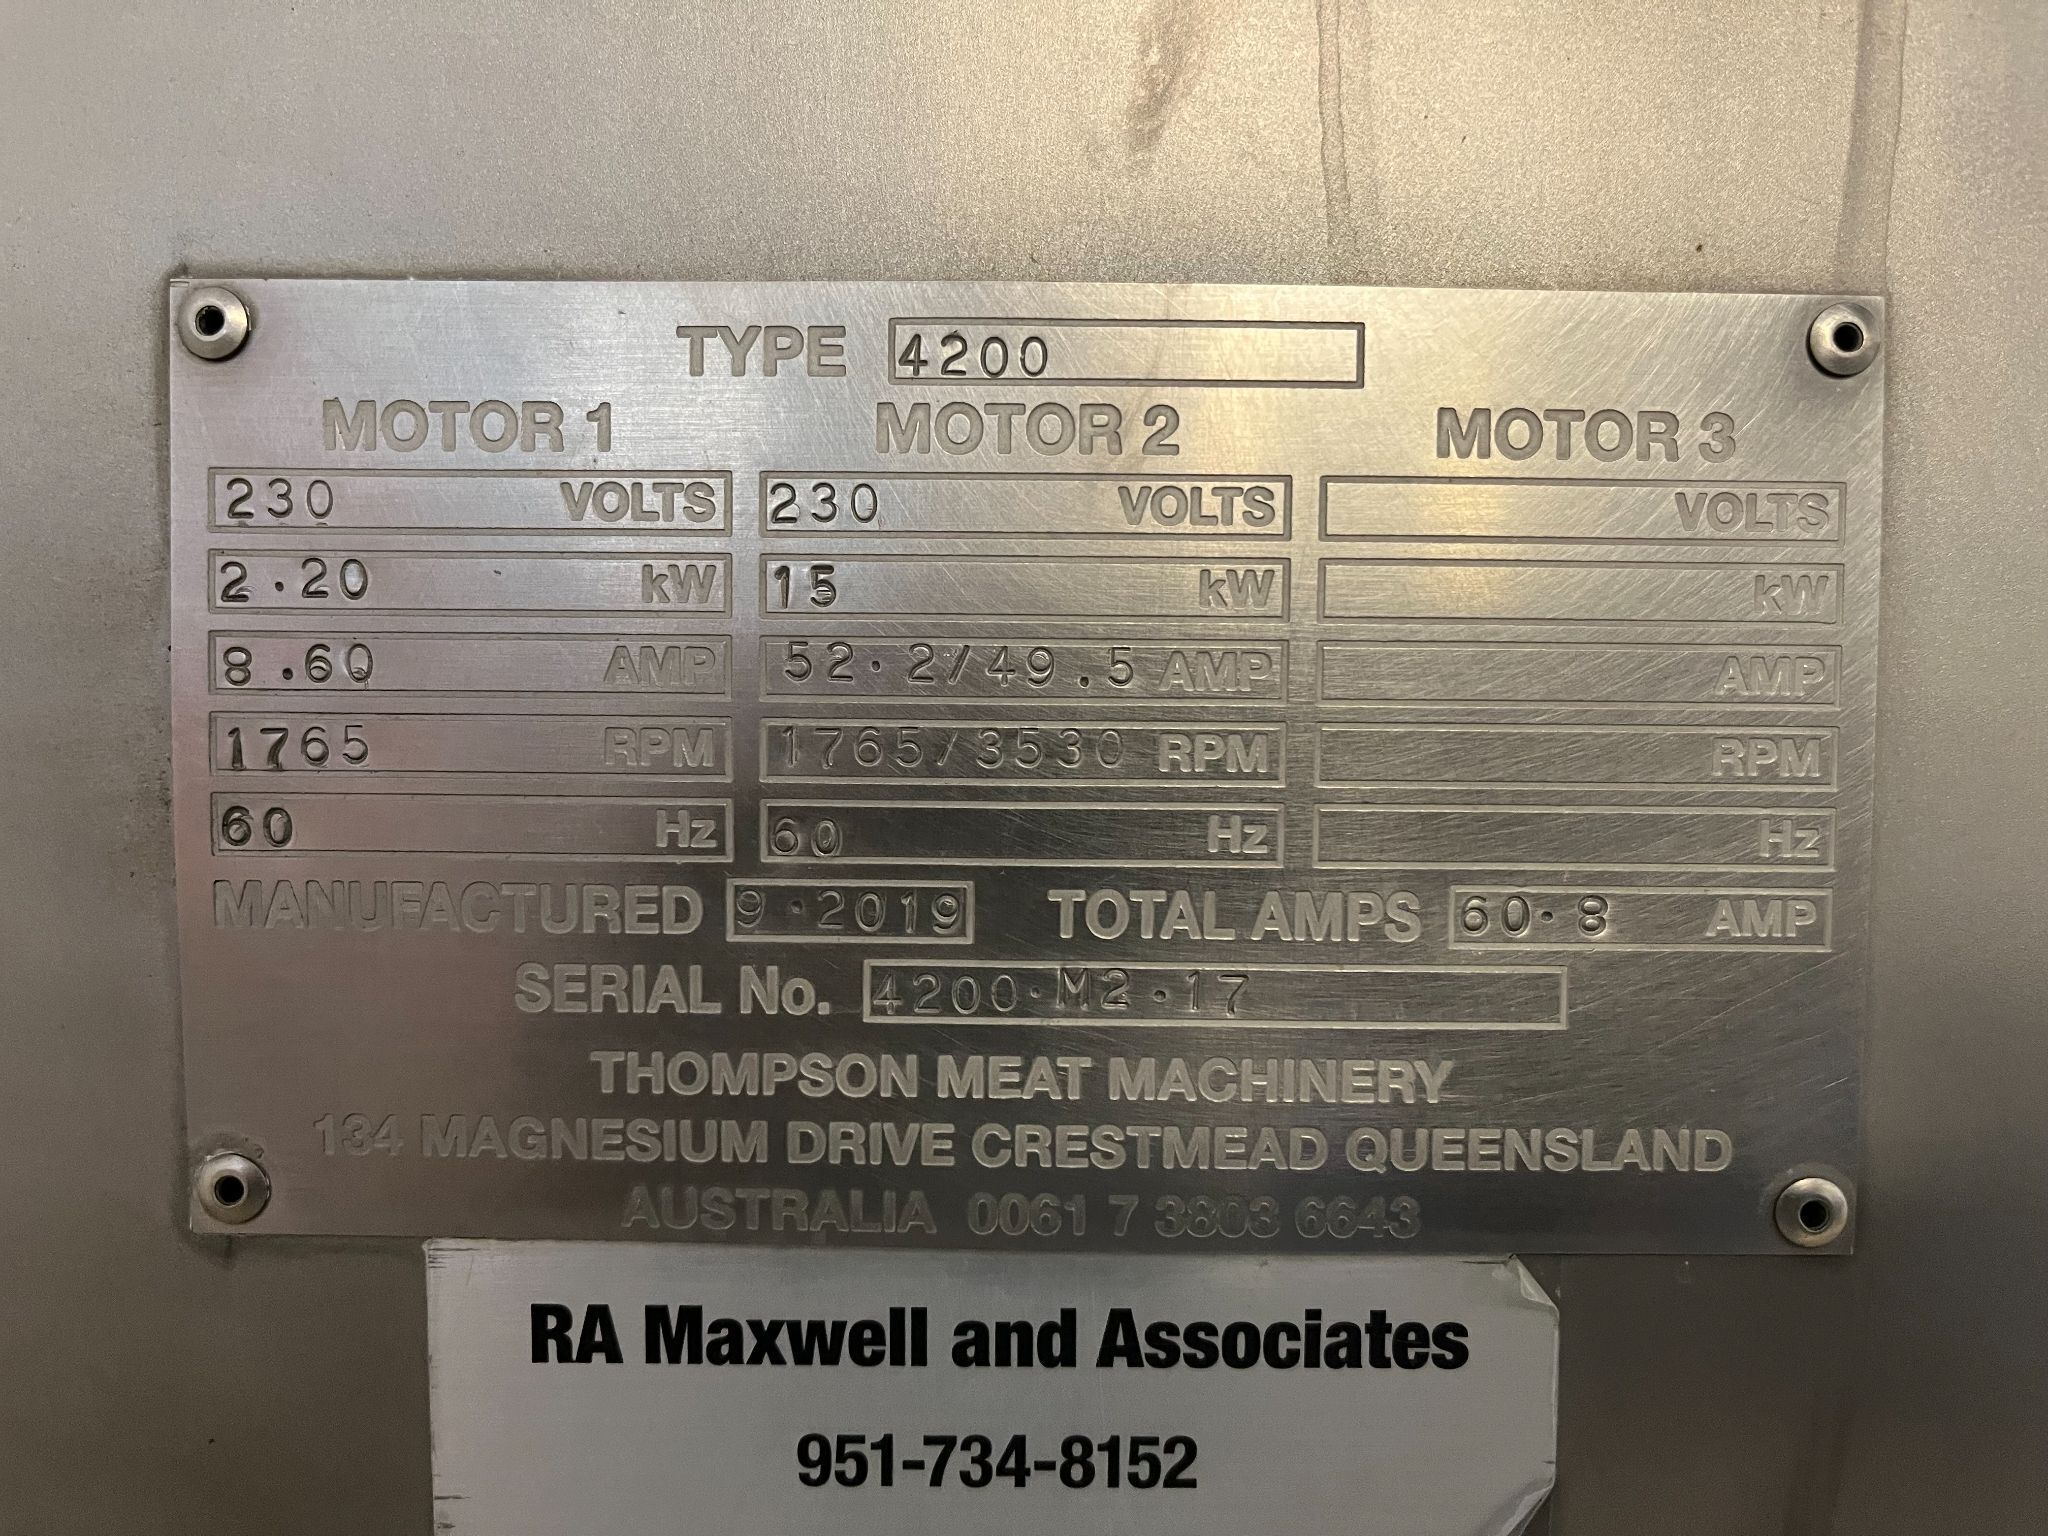 TYPE 4200
MOTOR 1 MOTOR 2 MOTOR 3
230 VOLTS 230 VOLTS VOLTS
2.20 kW 15 kW kW
8.60 AMP 52.2/49.5 AMP AMP
1765 RPM 1765/3530 RPM RPM
60 Hz 60 Hz Hz
MANUFACTURED 9.2019 TOTAL AMPS 60.8 AMP
SERIAL No. 4200.M2.17
THOMPSON MEAT MACHINERY
134 MAGNESIUM DRIVE CRESTMEAD QUEENSLAND
AUSTRALIA 0061 7 3803 6643
RA Maxwell and Associates
951-734-8152